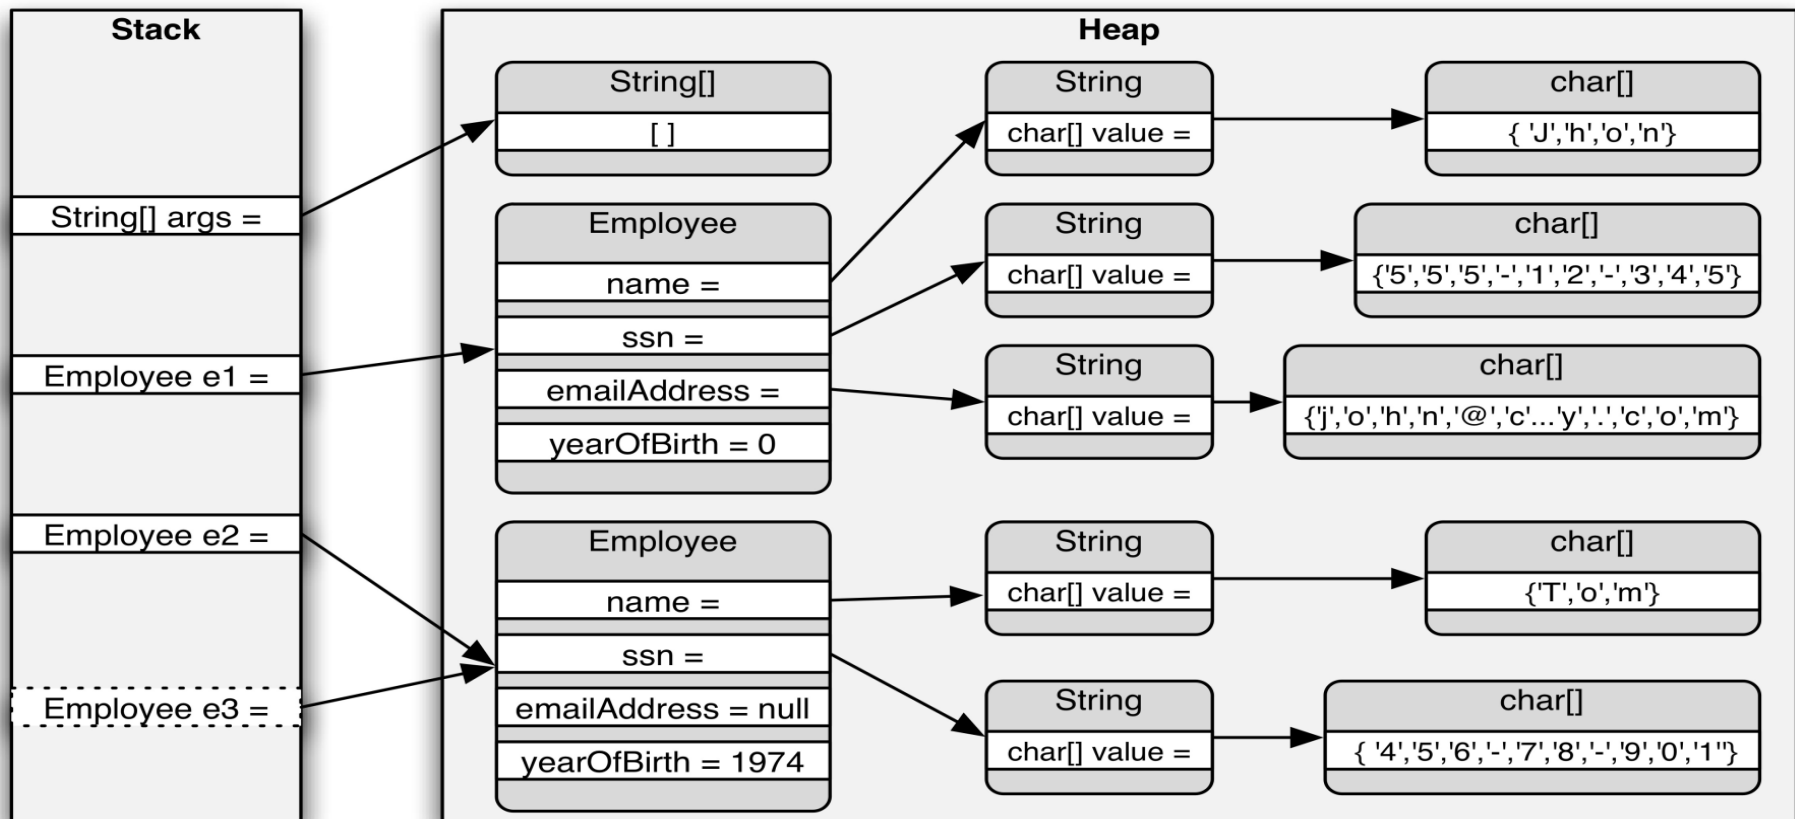 Stack
String[] args =
Employee e1 =
Employee e2 =
Employee e3 =
Heap
String[]
[ ]
Employee
name =
ssn =
emailAddress =
yearOfBirth = 0
Employee
name =
ssn =
emailAddress = null
yearOfBirth = 1974
String
char[] value =
char[]
{ 'J','h','o','n'}
String
char[] value =
char[]
{'5','5','5','-','1','2','-','3','4','5'}
String
char[] value =
char[]
{'j','o','h','n','@','c'...'y','.','c','o','m'}
String
char[] value =
char[]
{'T','o','m'}
String
char[] value =
char[]
{ '4','5','6','-','7','8','-','9','0','1''}